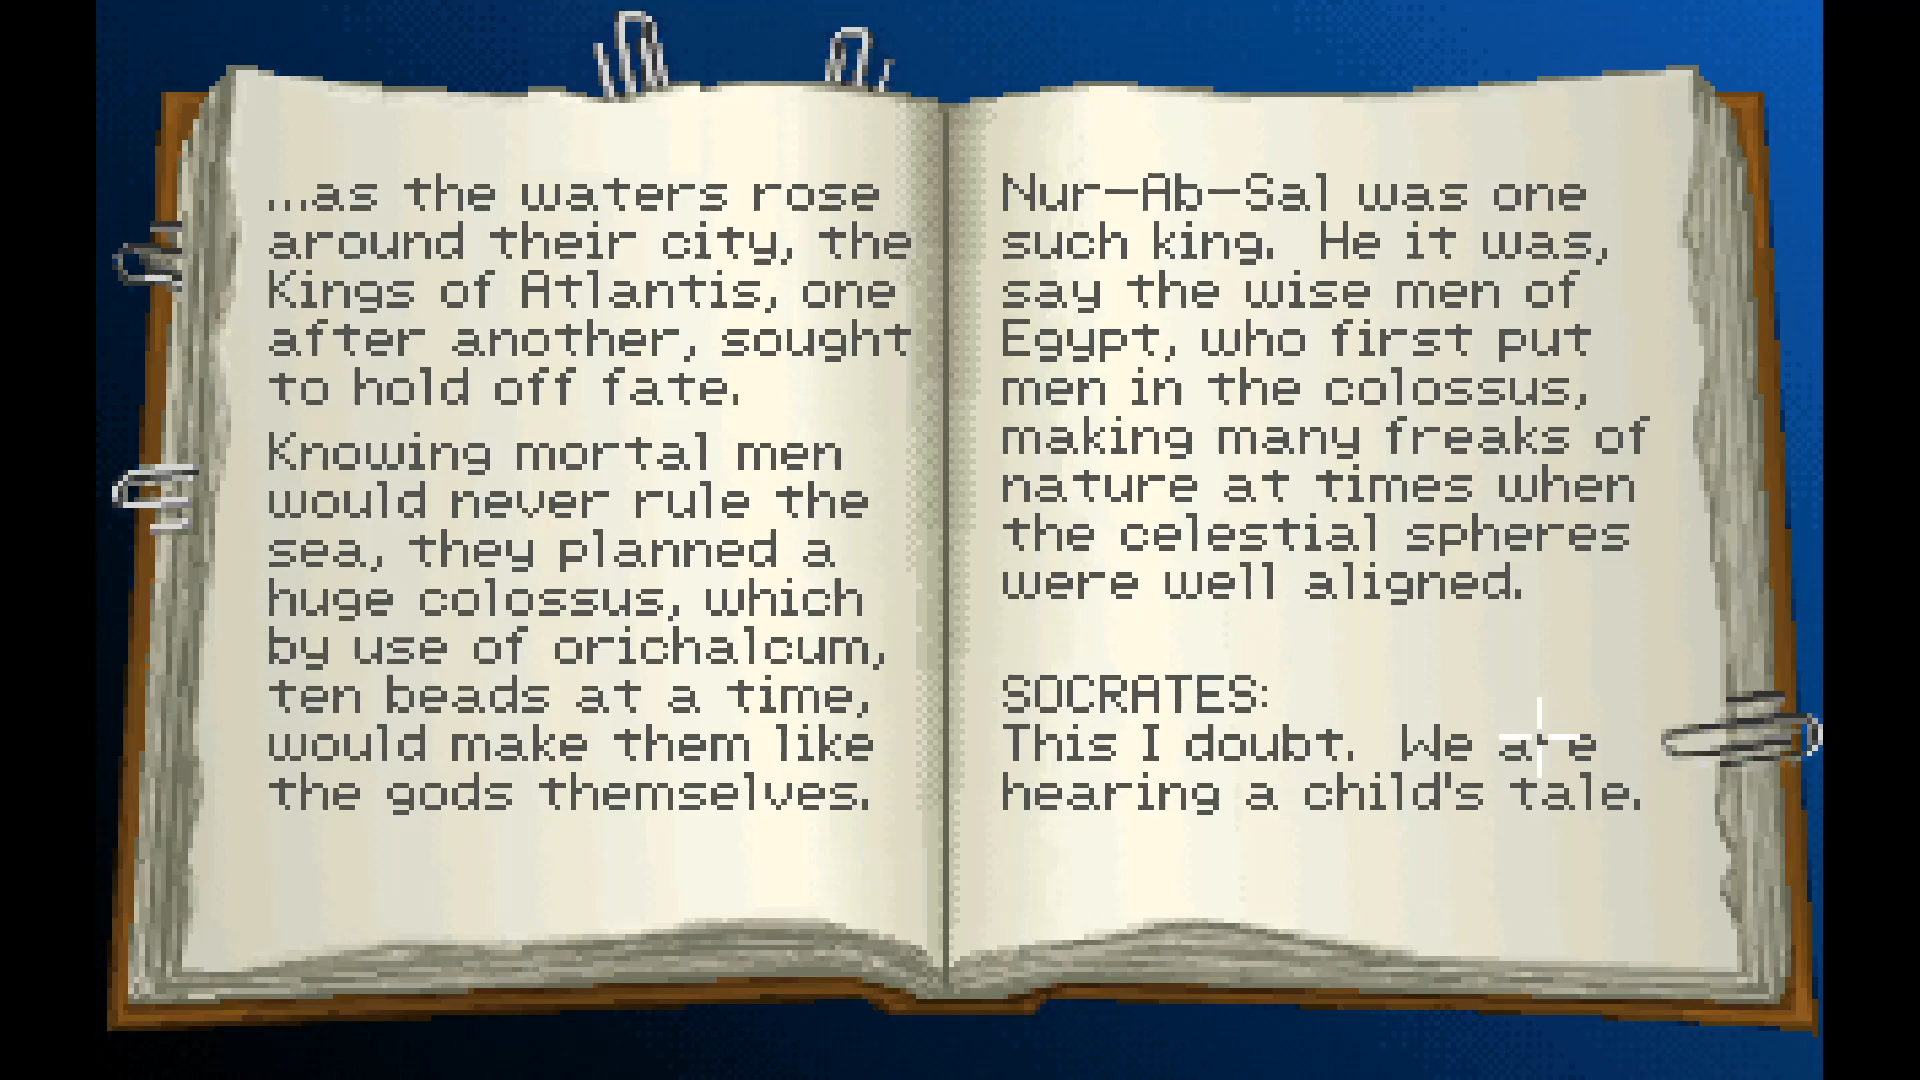 ...as the waters rose
around their city, the
Kings of Atlantis, one
after another, sought
to hold off fate.
Knowing mortal men
would never rule the
sea, they planned a
huge colossus, which
by use of orichalcum,
ten beads at a time,
would make them like
the gods themselves.
Nur-Ab-Sal was one
such king. He it was,
say the wise men of
Egypt, who first put
men in the colossus,
making many freaks of
nature at times when
the celestial spheres
were well aligned.
SOCRATES:
This I doubt. We are
hearing a child's tale.